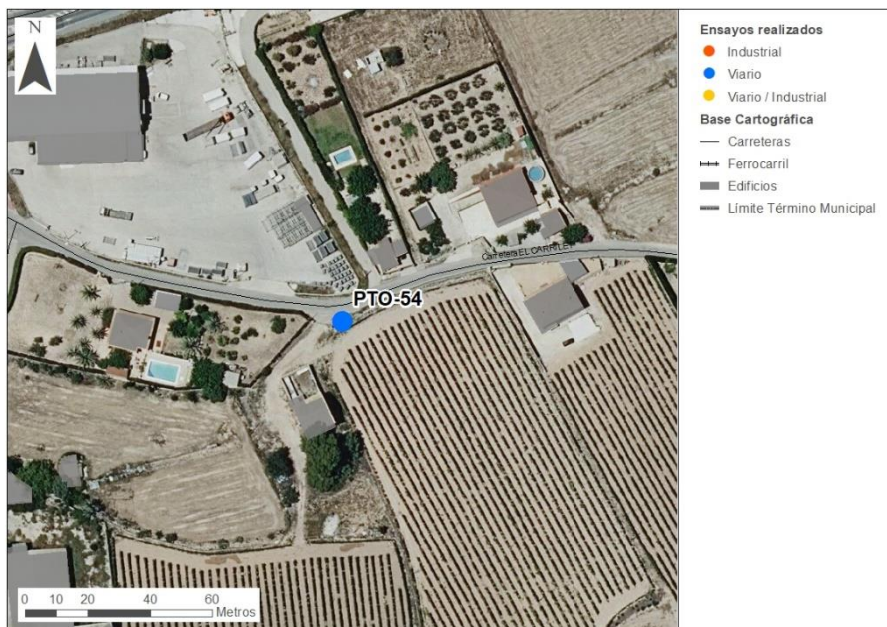 N
PTO-54
Carretera EL CARRILET
0 10 20 40 60
Metros
Ensayos realizados
Industrial
Viario
Viario / Industrial
Base Cartográfica
Carreteras
Ferrocarril
Edificios
Límite Término Municipal